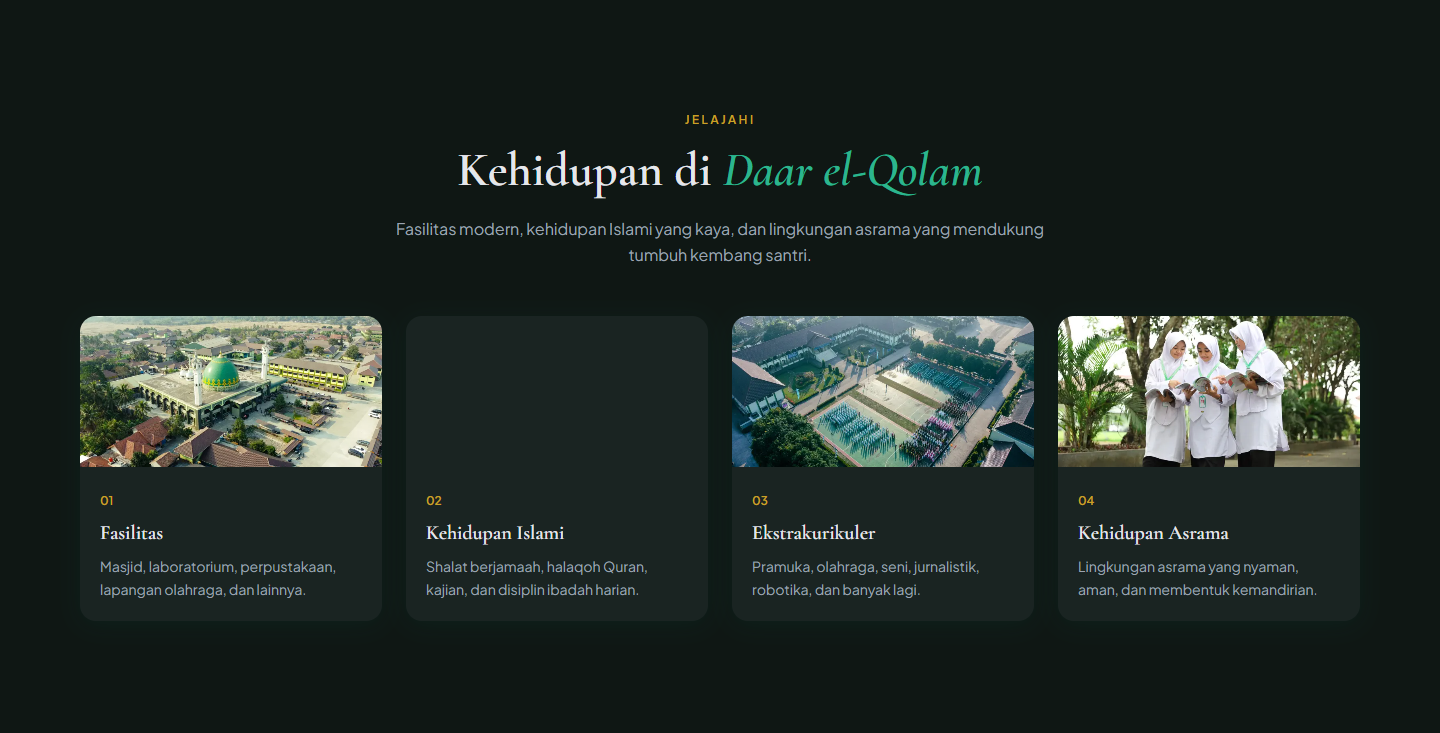 JELAJAHI
Kehidupan di Daar el-Qolam
Fasilitas modern, kehidupan Islami yang kaya, dan lingkungan asrama yang mendukung
tumbuh kembang santri.
01
Fasilitas
Masjid, laboratorium, perpustakaan,
lapangan olahraga, dan lainnya.
02
Kehidupan Islami
Shalat berjamaah, halaqoh Quran,
kajian, dan disiplin ibadah harian.
03
Ekstrakurikuler
Pramuka, olahraga, seni, jurnalistik,
robotika, dan banyak lagi.
04
Kehidupan Asrama
Lingkungan asrama yang nyaman,
aman, dan membentuk kemandirian.